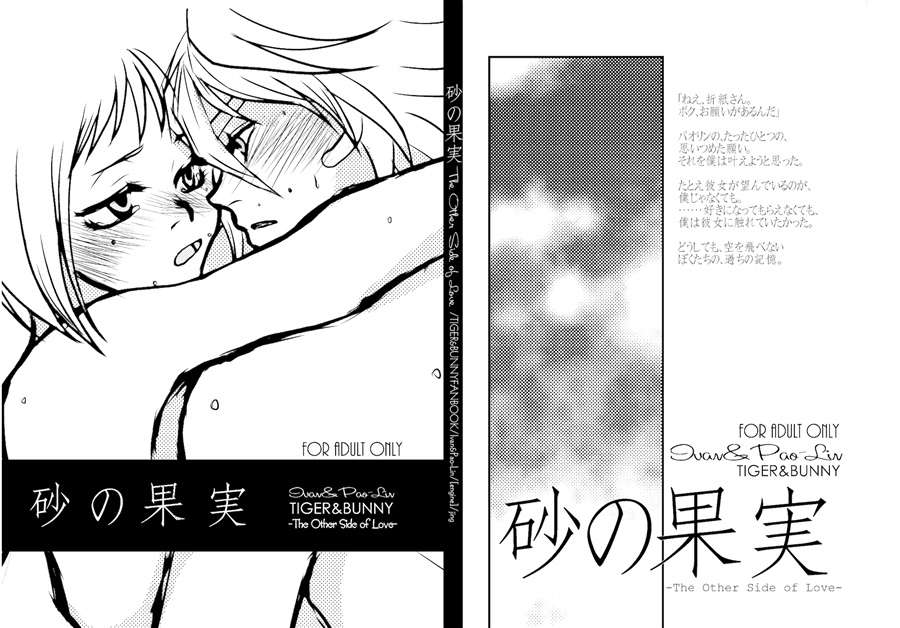 FOR ADULT ONLY
砂の果実
Ivan & Pao-Lin
TIGER&BUNNY
-The Other Side of Love-
砂の果実 The Other Side of Love /TIGER&BUNNYFANBOOK/Ivan&Pao-Lin/[engine]/jing
「ねえ、折紙さん。
ボク、お願いがあるんだ」
パオリンの、たったひとつの、
思いつめた願い。
それを僕は叶えようと思った。
たとえ彼女が望んでいるのが、
僕じゃなくても。
……好きになってもらえなくても、
僕は彼女に触れていたかった。
どうしても、空を飛べない
ぼくたちの、過ちの記憶。
FOR ADULT ONLY
Ivan & Pao-Lin
TIGER&BUNNY
砂の果実
-The Other Side of Love-